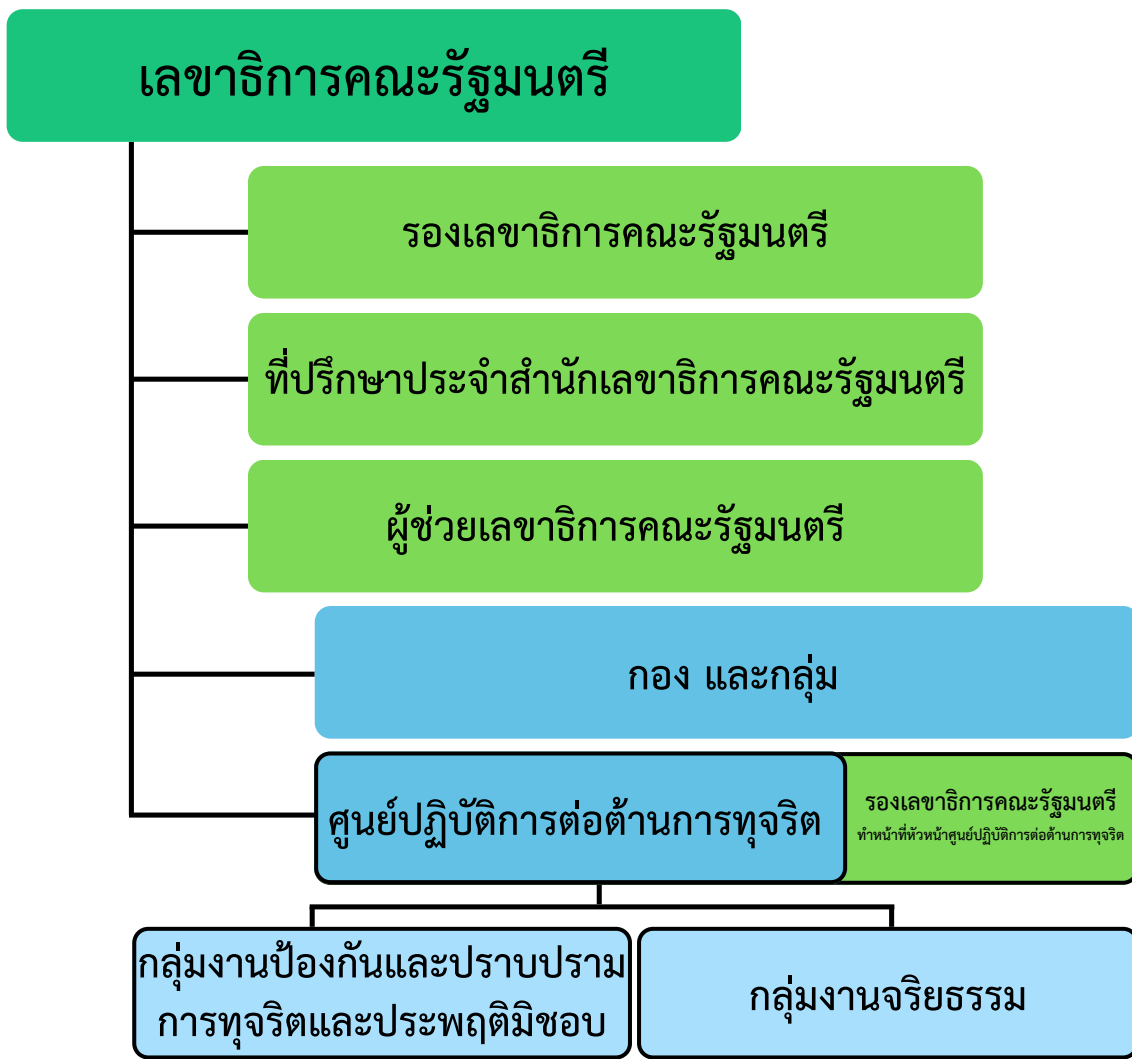 เลขาธิการคณะรัฐมนตรี
รองเลขาธิการคณะรัฐมนตรี
ที่ปรึกษาประจำสำนักเลขาธิการคณะรัฐมนตรี
ผู้ช่วยเลขาธิการคณะรัฐมนตรี
กอง และกลุ่ม
ศูนย์ปฏิบัติการต่อต้านการทุจริต
รองเลขาธิการคณะรัฐมนตรี
ทำหน้าที่หัวหน้าศูนย์ปฏิบัติการต่อต้านการทุจริต
กลุ่มงานป้องกันและปราบปราม
การทุจริตและประพฤติมิชอบ
กลุ่มงานจริยธรรม